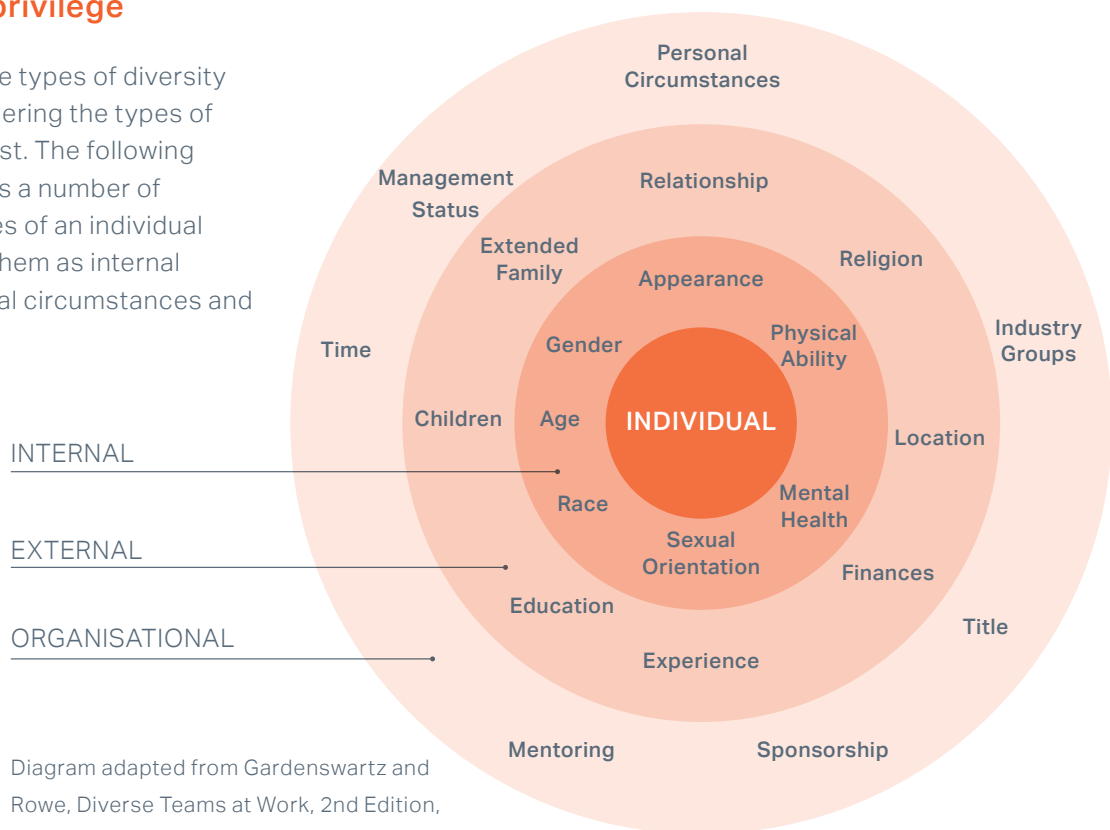 privilege
types of diversity
ering the types of
st. The following
s a number of
es of an individual
hem as internal
al circumstances and
Personal
Circumstances
Management
Status
Relationship
Extended
Family
Religion
Appearance
Industry
Groups
Physical
Ability
Gender
Time
Children
Age
INDIVIDUAL
Location
INTERNAL
Race
Mental
Health
Sexual
Orientation
EXTERNAL
Finances
Education
Title
ORGANISATIONAL
Experience
Mentoring
Sponsorship
Diagram adapted from Gardenswartz and
Rowe, Diverse Teams at Work, 2nd Edition,